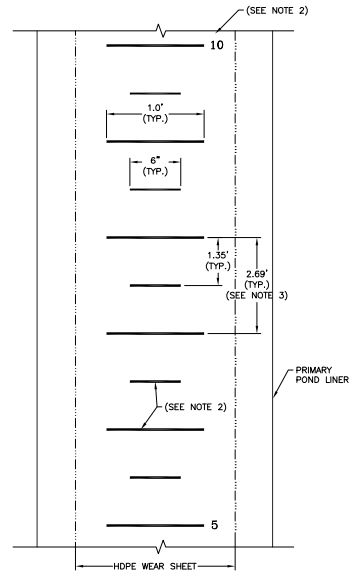 (SEE NOTE 2)
10
1.0'
(TYP.)
6"
(TYP.)
1.35'
(TYP.)
2.69'
(TYP.)
(SEE NOTE 3)
PRIMARY
POND LINER
(SEE NOTE 2)
5
HDPE WEAR SHEET